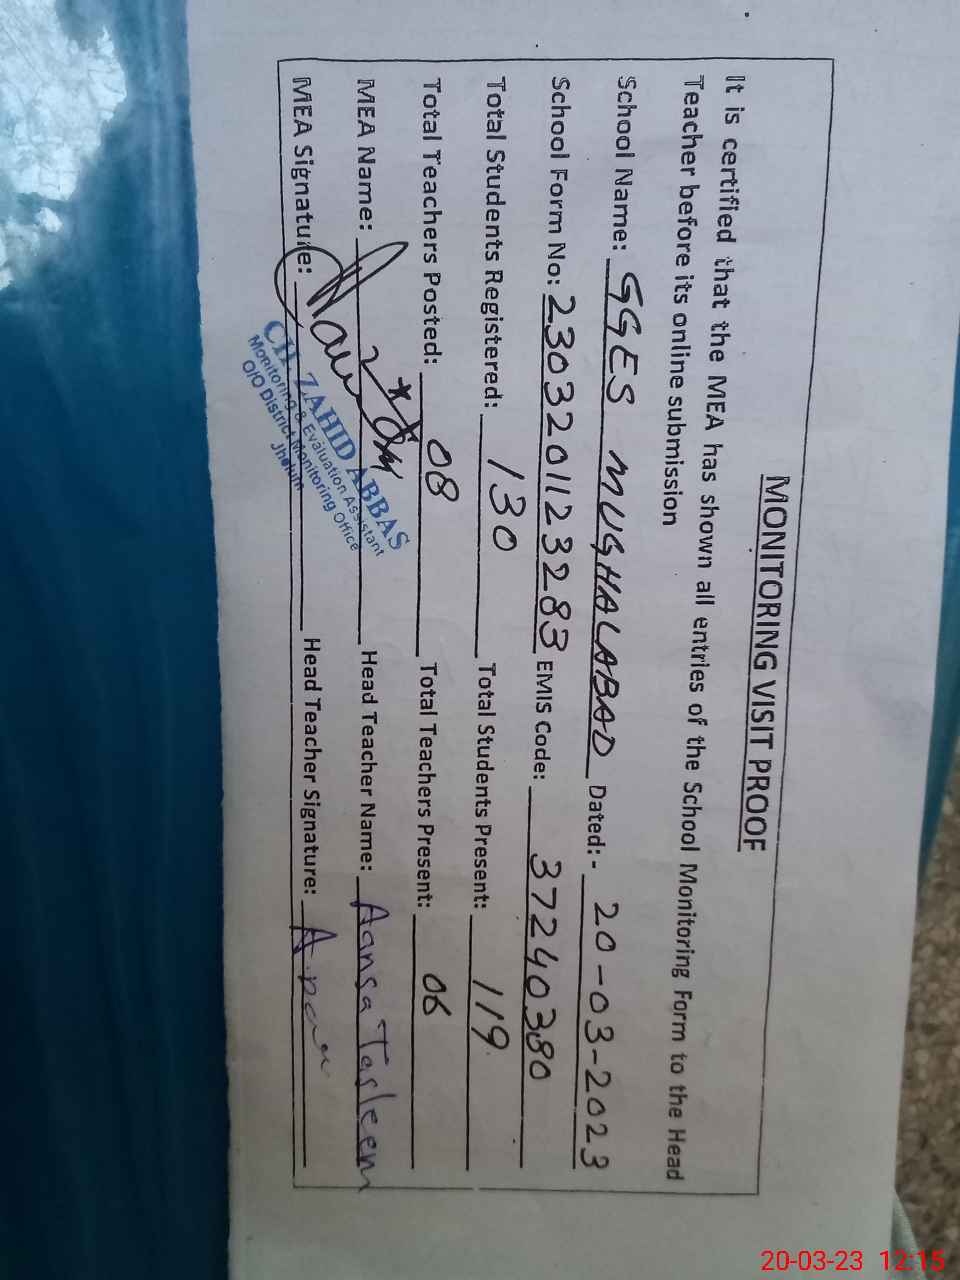 MONITORING VISIT PROOF
It is certified that the MEA has shown all entries of the School Monitoring Form to the Head
Teacher before its online submission
School Name: GGES MUGHALABAD Dated:- 20-03-2023
School Form No: 2303201123283 EMIS Code: 37240380
Total Students Registered: 130 Total Students Present: 119
Total Teachers Posted: 08 Total Teachers Present: 06
MEA Name: Head Teacher Name: Aansa Tasleem
MEA Signature: Head Teacher Signature:
CH ZAHID ABBAS
Monitoring & Evaluation Assistant
O/O District Monitoring Office
Jhelum
20-03-23 12:15